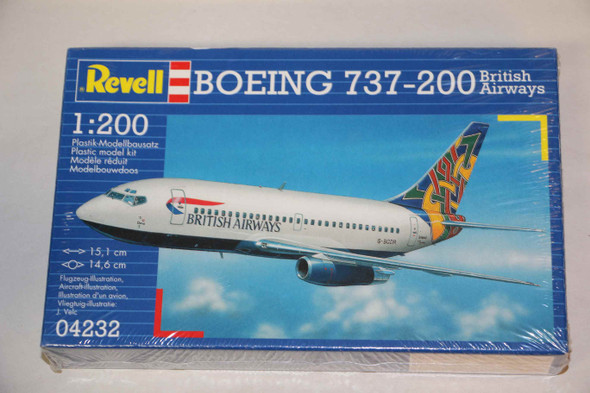 Revell
BOEING 737-200 British Airways
1:200
Plastik-Modellbausatz
Plastic model kit
Modèle réduit
Modelbouwdoos
15,1 cm
14,6 cm
Flugzeug-Illustration,
Aircraft-illustration,
Illustration d'un avion,
Vliegtuig-illustratie:
J. Velc
04232
BRITISH AIRWAYS